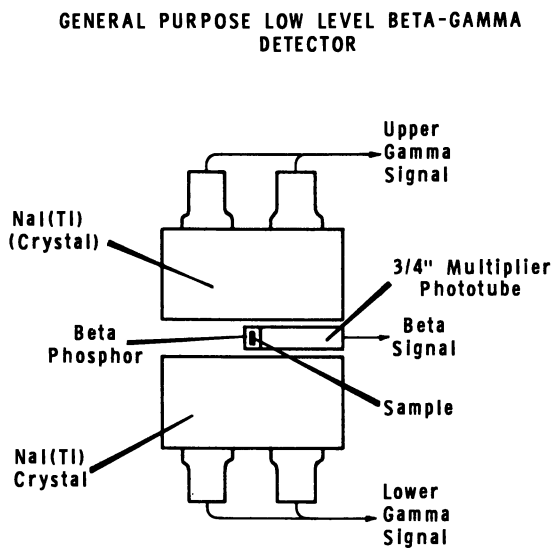 GENERAL PURPOSE LOW LEVEL BETA-GAMMA
DETECTOR
Upper
Gamma
Signal
NaI(Tl)
(Crystal)
3/4" Multiplier
Phototube
Beta
Phosphor
Beta
Signal
Sample
NaI(Tl)
Crystal
Lower
Gamma
Signal